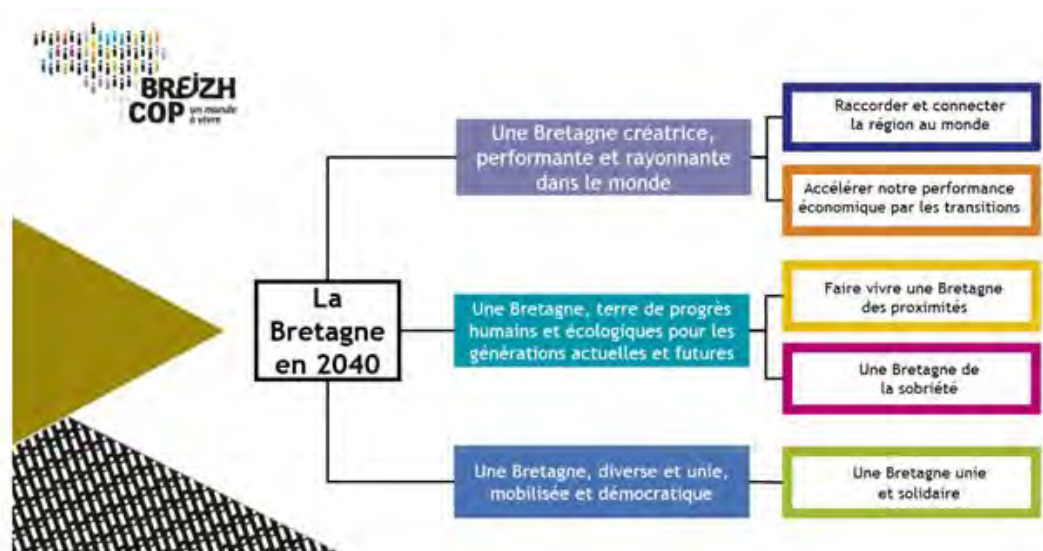 BREIZH
COP un monde
à vivre
Une Bretagne créatrice,
performante et rayonnante
dans le monde
Raccorder et connecter
la région au monde
Accélérer notre performance
économique par les transitions
La
Bretagne
en 2040
Une Bretagne, terre de progrès
humains et écologiques pour les
générations actuelles et futures
Faire vivre une Bretagne
des proximités
Une Bretagne de
la sobriété
Une Bretagne, diverse et unie,
mobilisée et démocratique
Une Bretagne unie
et solidaire